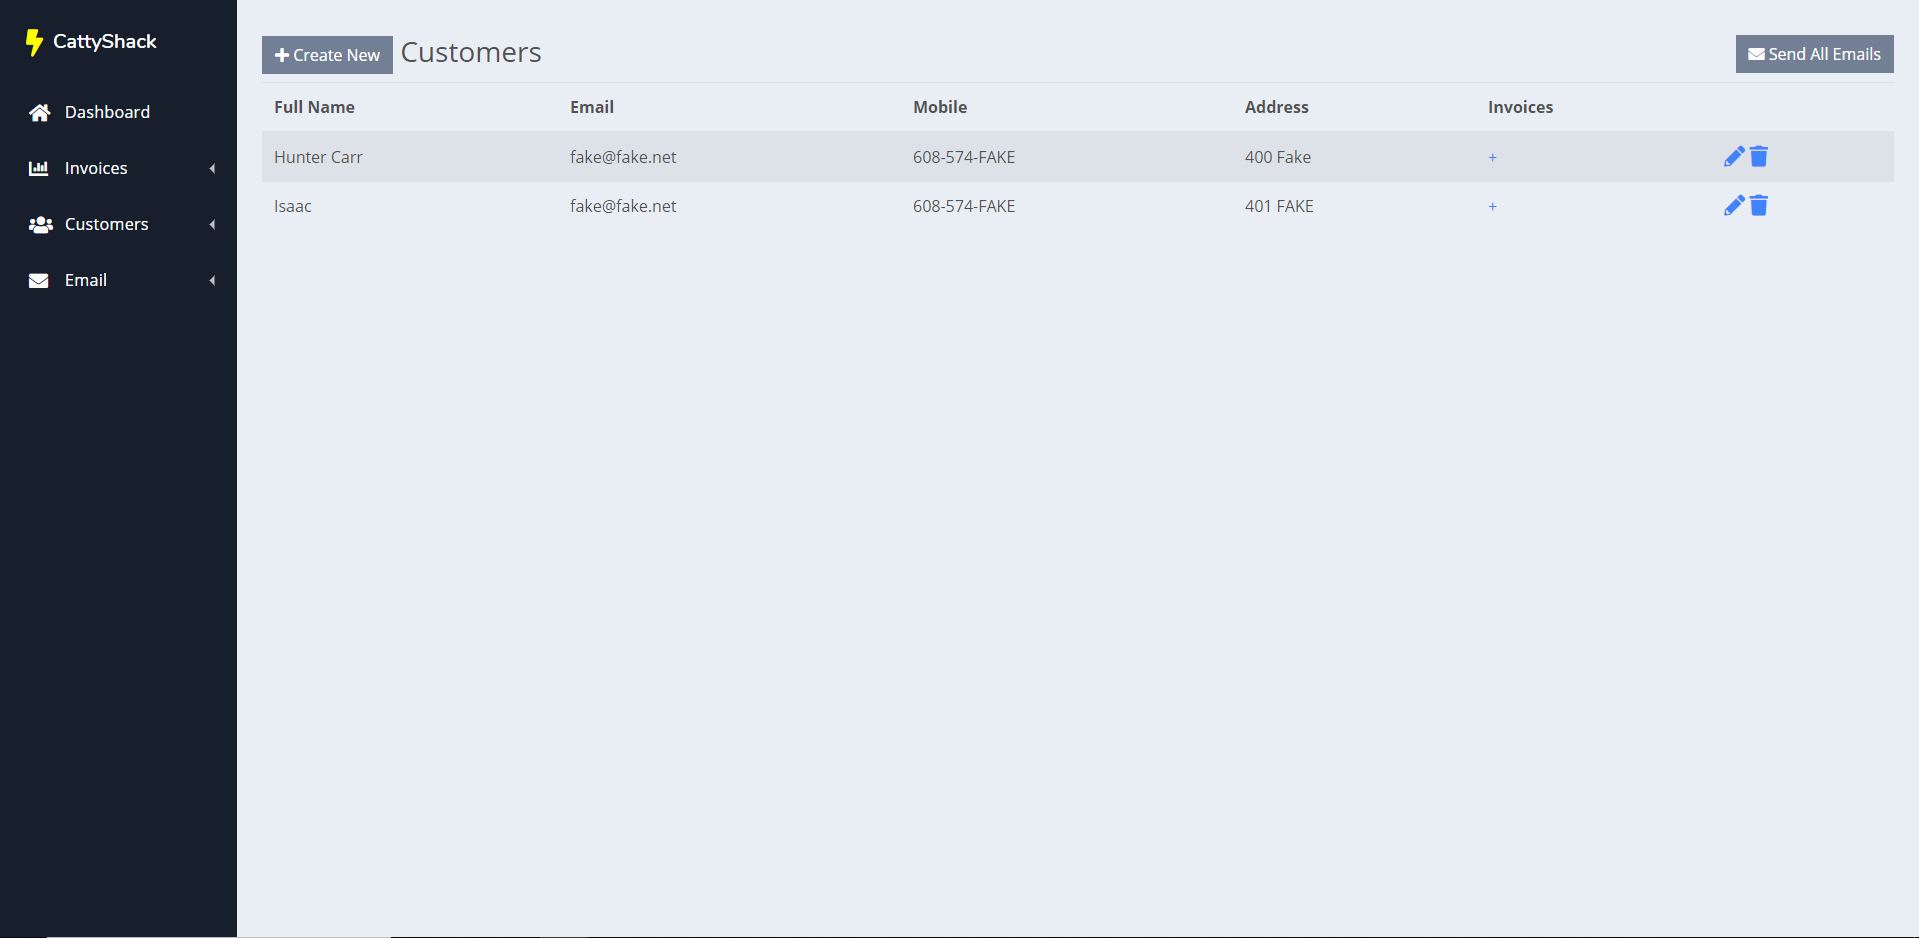 CattyShack
Dashboard
Invoices
Customers
Email
Create New Customers Send All Emails
Full Name Email Mobile Address Invoices
Hunter Carr fake@fake.net 608-574-FAKE 400 Fake +
Isaac fake@fake.net 608-574-FAKE 401 FAKE +